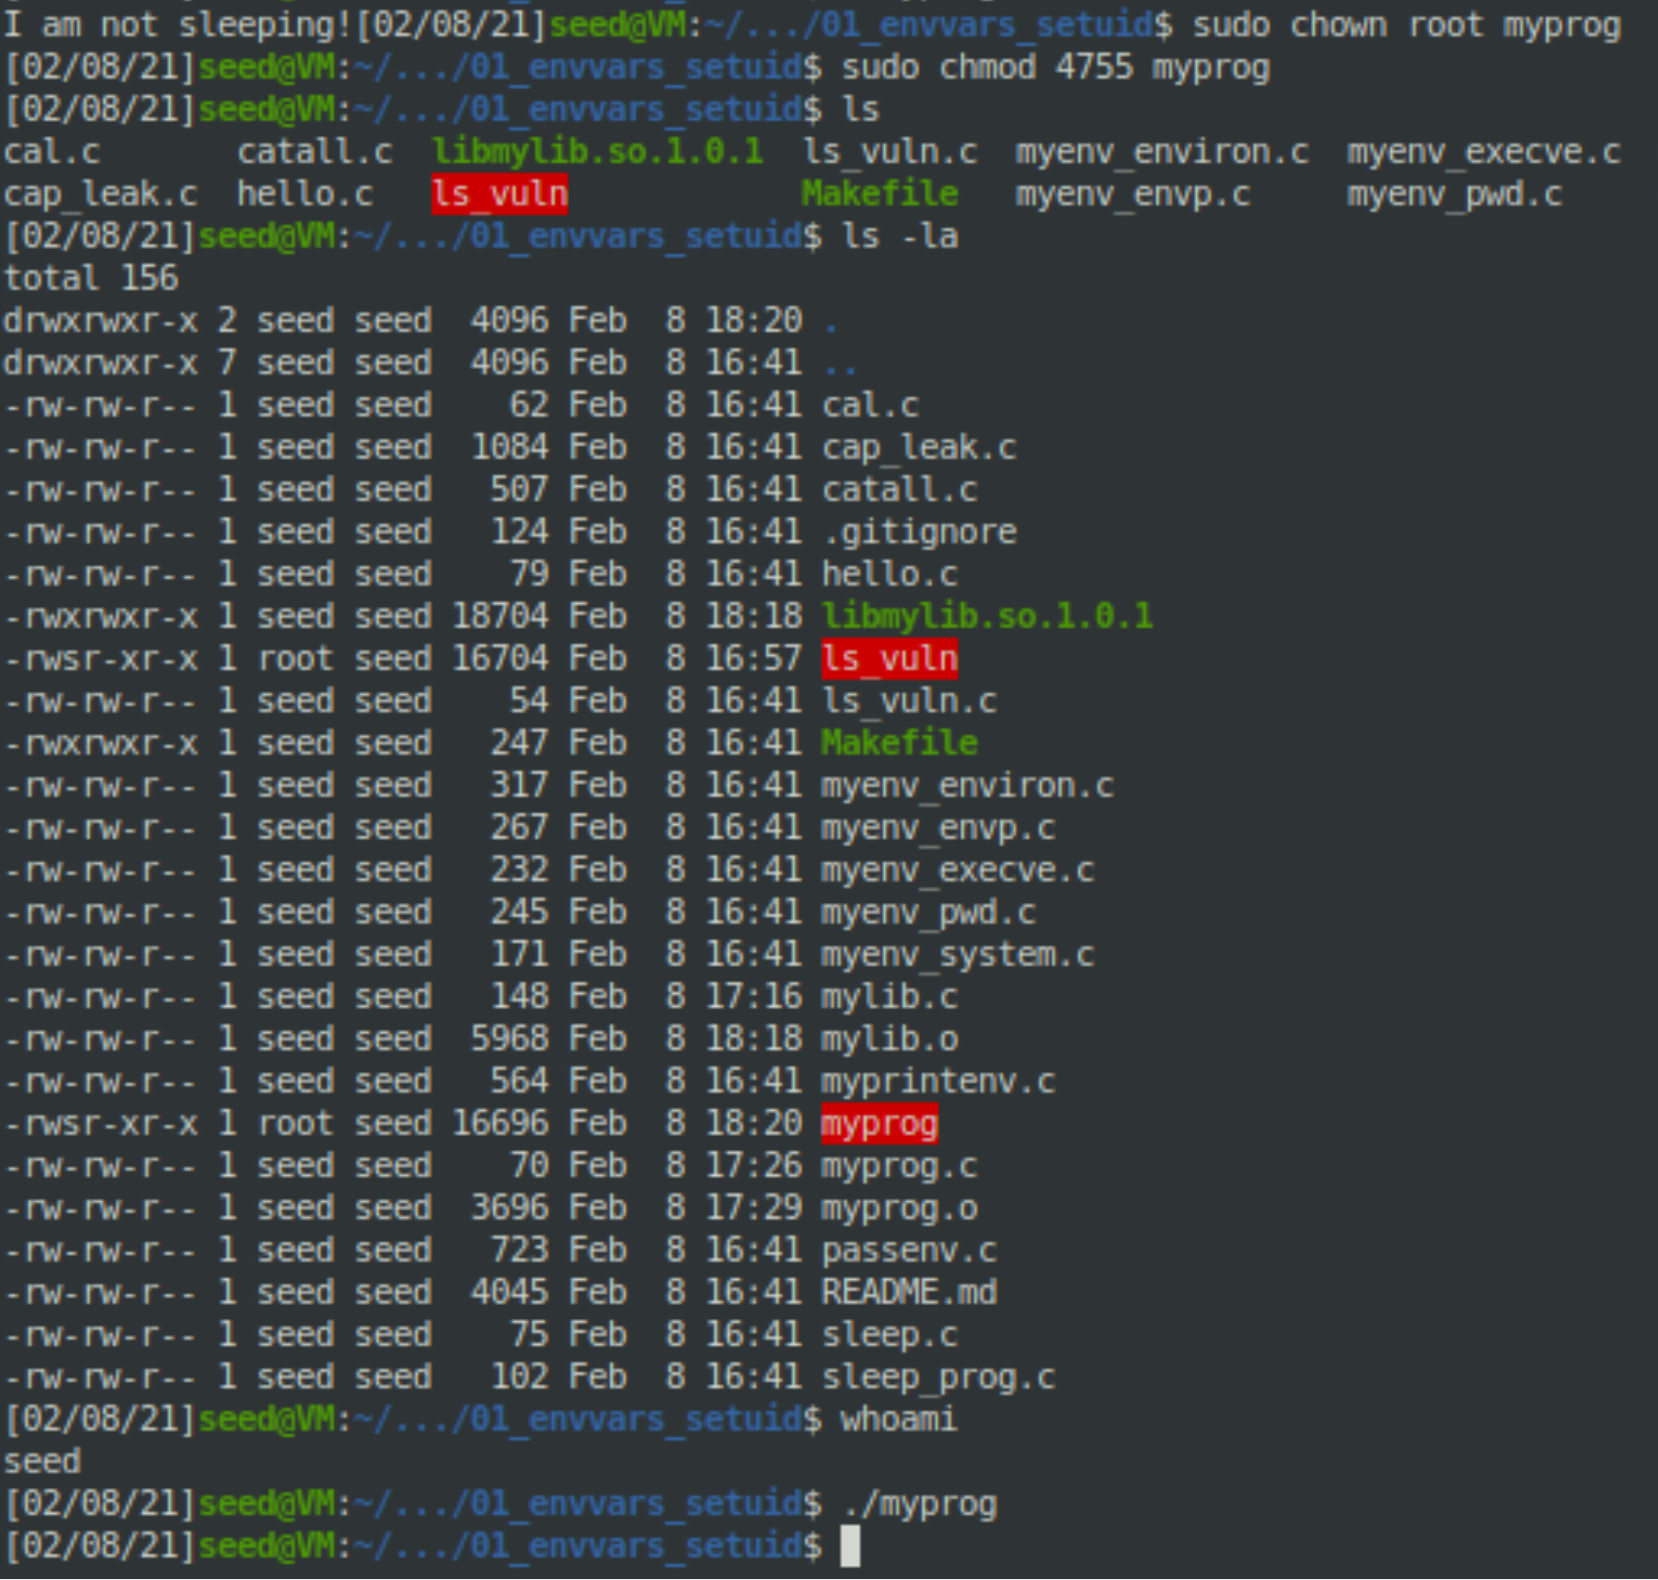 I am not sleeping![02/08/21]seed@VM:~/.../01_envvars_setuid$ sudo chown root myprog
[02/08/21]seed@VM:~/.../01_envvars_setuid$ sudo chmod 4755 myprog
[02/08/21]seed@VM:~/.../01_envvars_setuid$ ls
cal.c       catall.c  libmylib.so.1.0.1  ls_vuln.c  myenv_environ.c  myenv_execve.c
cap_leak.c  hello.c   ls_vuln            Makefile   myenv_envp.c     myenv_pwd.c
[02/08/21]seed@VM:~/.../01_envvars_setuid$ ls -la
total 156
drwxrwxr-x 2 seed seed  4096 Feb  8 18:20 .
drwxrwxr-x 7 seed seed  4096 Feb  8 16:41 ..
-rw-rw-r-- 1 seed seed    62 Feb  8 16:41 cal.c
-rw-rw-r-- 1 seed seed  1084 Feb  8 16:41 cap_leak.c
-rw-rw-r-- 1 seed seed   507 Feb  8 16:41 catall.c
-rw-rw-r-- 1 seed seed   124 Feb  8 16:41 .gitignore
-rw-rw-r-- 1 seed seed    79 Feb  8 16:41 hello.c
-rwxrwxr-x 1 seed seed 18704 Feb  8 18:18 libmylib.so.1.0.1
-rwsr-xr-x 1 root seed 16704 Feb  8 16:57 ls_vuln
-rw-rw-r-- 1 seed seed    54 Feb  8 16:41 ls_vuln.c
-rwxrwxr-x 1 seed seed   247 Feb  8 16:41 Makefile
-rw-rw-r-- 1 seed seed   317 Feb  8 16:41 myenv_environ.c
-rw-rw-r-- 1 seed seed   267 Feb  8 16:41 myenv_envp.c
-rw-rw-r-- 1 seed seed   232 Feb  8 16:41 myenv_execve.c
-rw-rw-r-- 1 seed seed   245 Feb  8 16:41 myenv_pwd.c
-rw-rw-r-- 1 seed seed   171 Feb  8 16:41 myenv_system.c
-rw-rw-r-- 1 seed seed   148 Feb  8 17:16 mylib.c
-rw-rw-r-- 1 seed seed  5968 Feb  8 18:18 mylib.o
-rw-rw-r-- 1 seed seed   564 Feb  8 16:41 myprintenv.c
-rwsr-xr-x 1 root seed 16696 Feb  8 18:20 myprog
-rw-rw-r-- 1 seed seed    70 Feb  8 17:26 myprog.c
-rw-rw-r-- 1 seed seed  3696 Feb  8 17:29 myprog.o
-rw-rw-r-- 1 seed seed   723 Feb  8 16:41 passenv.c
-rw-rw-r-- 1 seed seed  4045 Feb  8 16:41 README.md
-rw-rw-r-- 1 seed seed    75 Feb  8 16:41 sleep.c
-rw-rw-r-- 1 seed seed   102 Feb  8 16:41 sleep_prog.c
[02/08/21]seed@VM:~/.../01_envvars_setuid$ whoami
seed
[02/08/21]seed@VM:~/.../01_envvars_setuid$ ./myprog
[02/08/21]seed@VM:~/.../01_envvars_setuid$